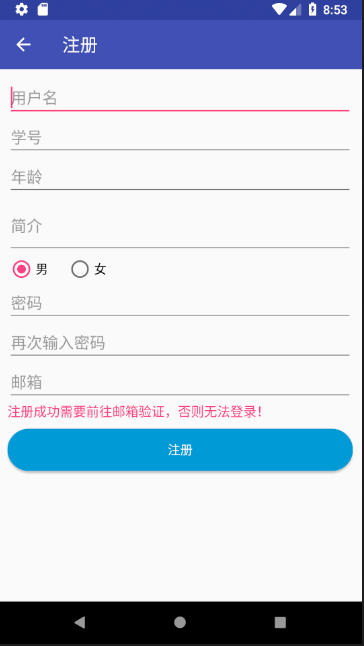 8:53
注册
用户名
学号
年龄
简介
男 女
密码
再次输入密码
邮箱
注册成功需要前往邮箱验证，否则无法登录！
注册